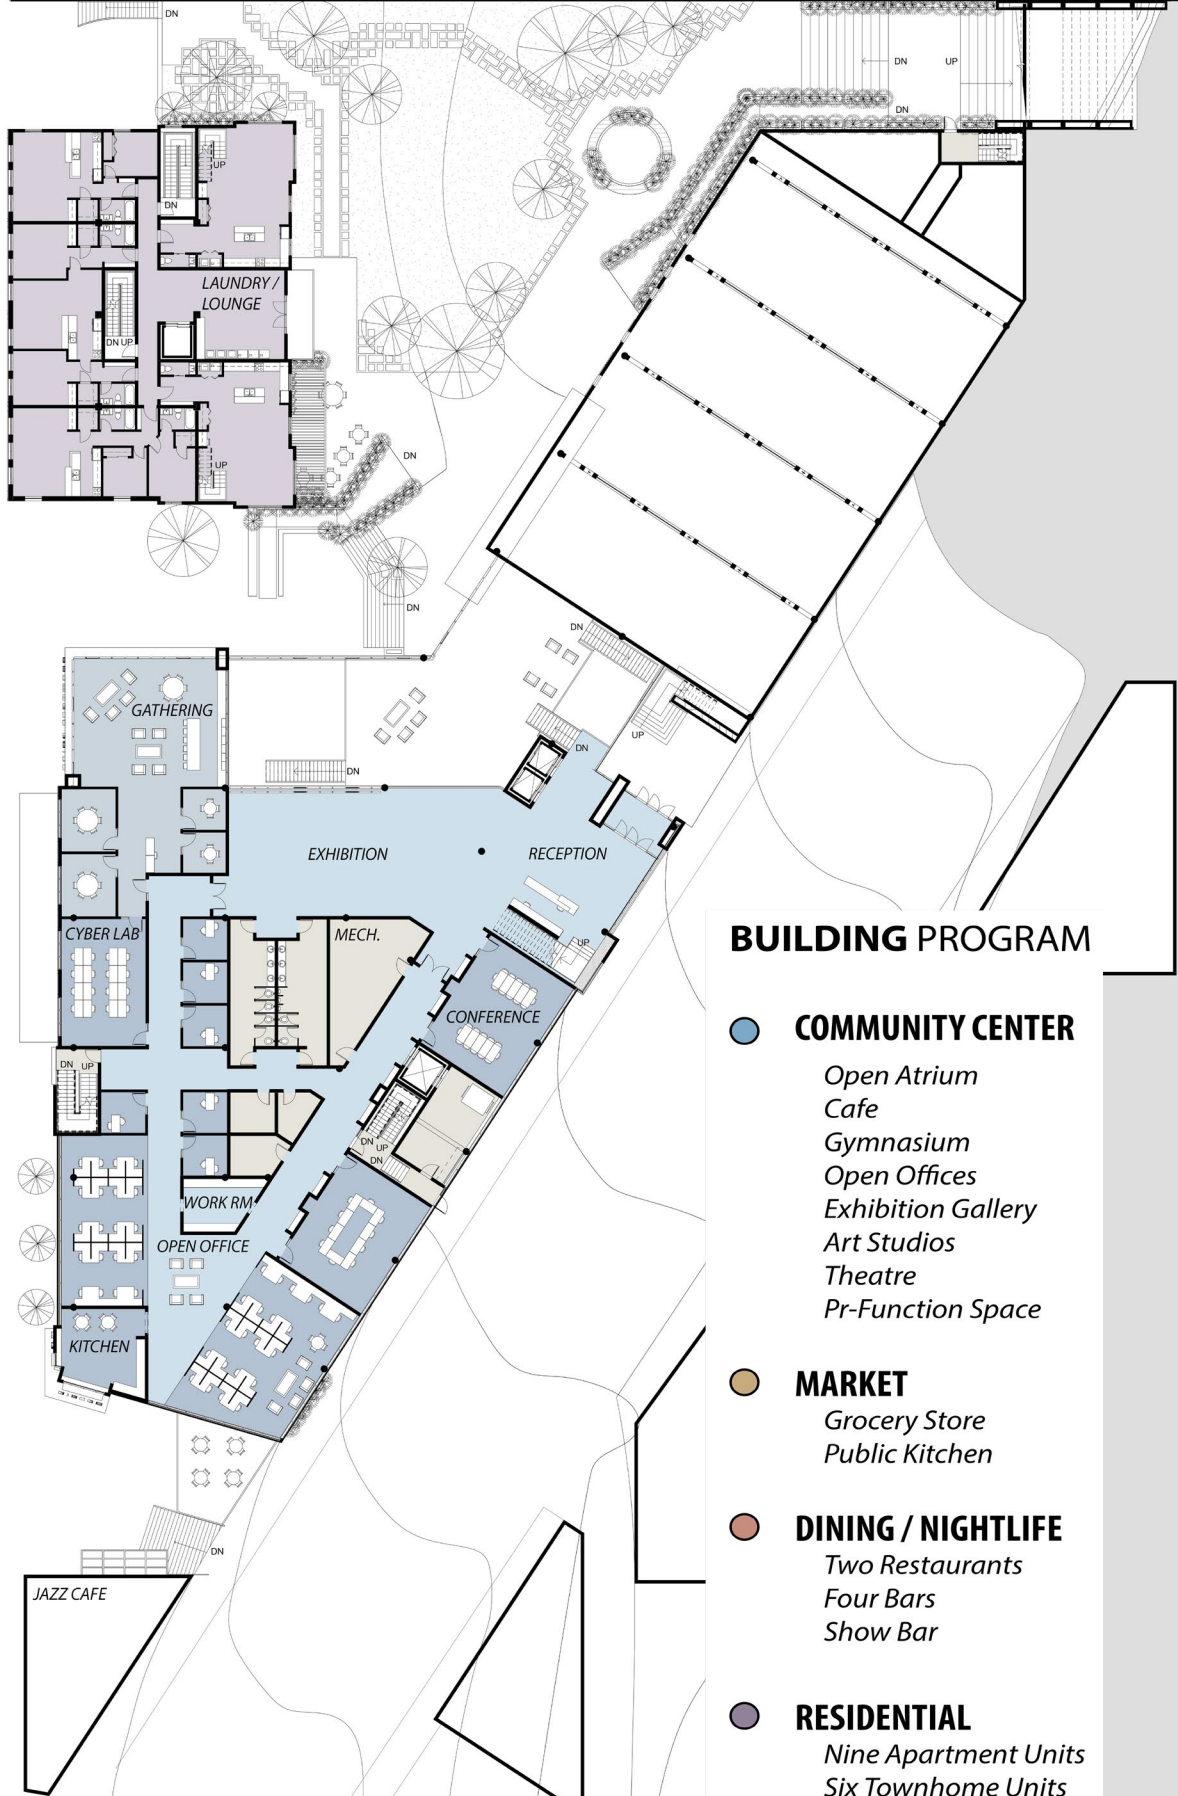 DN
DN
UP
DN
UP
DN
LAUNDRY /
LOUNGE
DN UP
UP
DN
DN
DN
GATHERING
UP
DN
DN
EXHIBITION
RECEPTION
CYBER LAB
MECH.
UP
CONFERENCE
DN
UP
DN
UP
DN
WORK RM
OPEN OFFICE
KITCHEN
DN
JAZZ CAFE
BUILDING PROGRAM
COMMUNITY CENTER
Open Atrium
Cafe
Gymnasium
Open Offices
Exhibition Gallery
Art Studios
Theatre
Pr-Function Space
MARKET
Grocery Store
Public Kitchen
DINING / NIGHTLIFE
Two Restaurants
Four Bars
Show Bar
RESIDENTIAL
Nine Apartment Units
Six Townhome Units